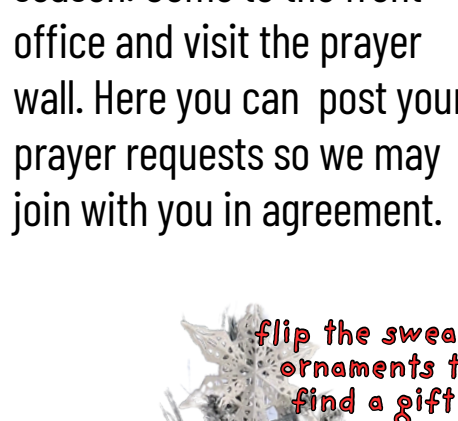 office and visit the prayer
wall. Here you can post your
prayer requests so we may
join with you in agreement.
flip the
ornaments
find a gift